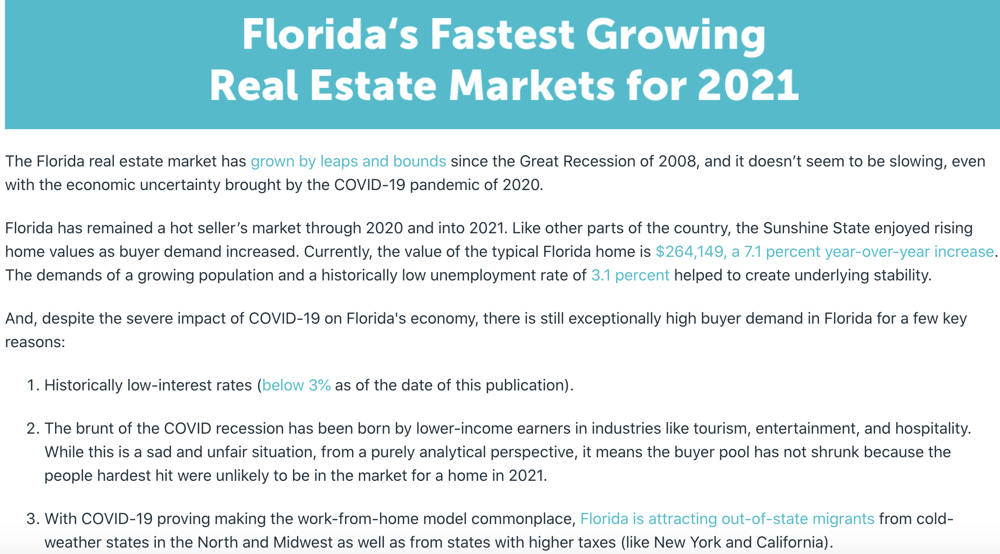 Florida‘s Fastest Growing
Real Estate Markets for 2021
The Florida real estate market has grown by leaps and bounds since the Great Recession of 2008, and it doesn’t seem to be slowing, even
with the economic uncertainty brought by the COVID-19 pandemic of 2020.
Florida has remained a hot seller’s market through 2020 and into 2021. Like other parts of the country, the Sunshine State enjoyed rising
home values as buyer demand increased. Currently, the value of the typical Florida home is $264,149, a 7.1 percent year-over-year increase.
The demands of a growing population and a historically low unemployment rate of 3.1 percent helped to create underlying stability.
And, despite the severe impact of COVID-19 on Florida's economy, there is still exceptionally high buyer demand in Florida for a few key
reasons:
1. Historically low-interest rates (below 3% as of the date of this publication).
2. The brunt of the COVID recession has been born by lower-income earners in industries like tourism, entertainment, and hospitality.
While this is a sad and unfair situation, from a purely analytical perspective, it means the buyer pool has not shrunk because the
people hardest hit were unlikely to be in the market for a home in 2021.
3. With COVID-19 proving making the work-from-home model commonplace, Florida is attracting out-of-state migrants from cold-
weather states in the North and Midwest as well as from states with higher taxes (like New York and California).